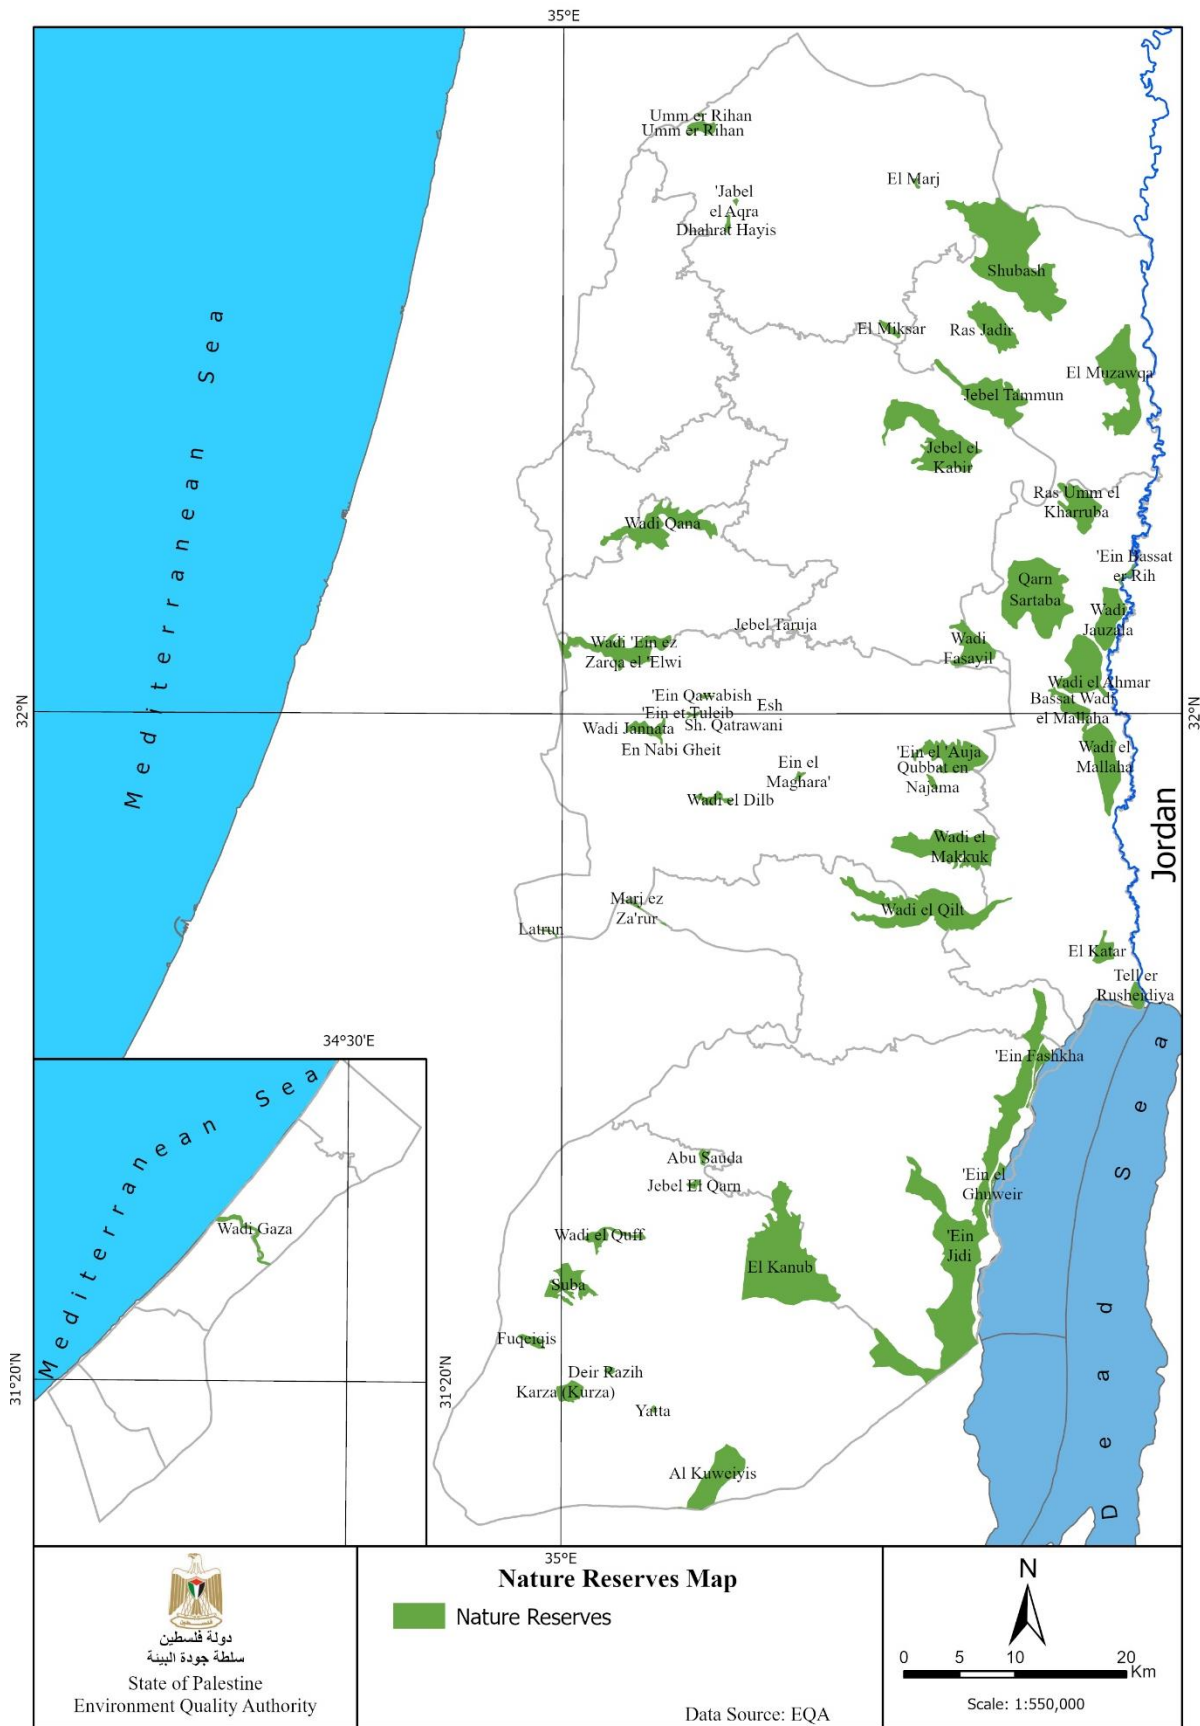 35°E
Umm er Rihan
Umm er Rihan
El Marj
'Jabel
el Aqra
Dhahrat Hayis
Shubash
El Miksar
Ras Jadir
El Muzawqa
Jebel Tammun
Jebel el
Kabir
Ras Umm el
Kharruba
Wadi Qana
'Ein Bassat
er Rih
Qarn
Sartaba
Wadi
Jauzala
Jebel Taruja
Wadi 'Ein ez
Zarqa el 'Elwi
Wadi
Fasayil
Wadi el Ahmar
Bassat Wadi
el Mallaha
'Ein Qawabish
Esh
'Ein et Tuleib
Sh. Qatrawani
Wadi Jannata
En Nabi Gheit
32°N
32°N
Wadi el
Mallaha
'Ein el 'Auja
Qubbat en
Najama
Ein el
Maghara'
Wadi el Dilb
Wadi el
Makkuk
Marj ez
Za'rur
Wadi el Qilt
Latrun
El Katar
Tell er
Rusheidiya
Jordan
Mediterranean Sea
34°30'E
'Ein Fashkha
Mediterranean Sea
Wadi Gaza
Abu Sauda
Jebel El Qarn
'Ein el
Ghuweir
Wadi el Quff
'Ein
Jidi
El Kanub
Suba
Fuqeiqis
Deir Razih
Karza (Kurza)
Yatta
Al Kuweiyis
Dead Sea
31°20'N
31°20'N
35°E
دولة فلسطين
سلطة جودة البيئة
State of Palestine
Environment Quality Authority
Nature Reserves Map
Nature Reserves
Data Source: EQA
N
0 5 10 20
Km
Scale: 1:550,000